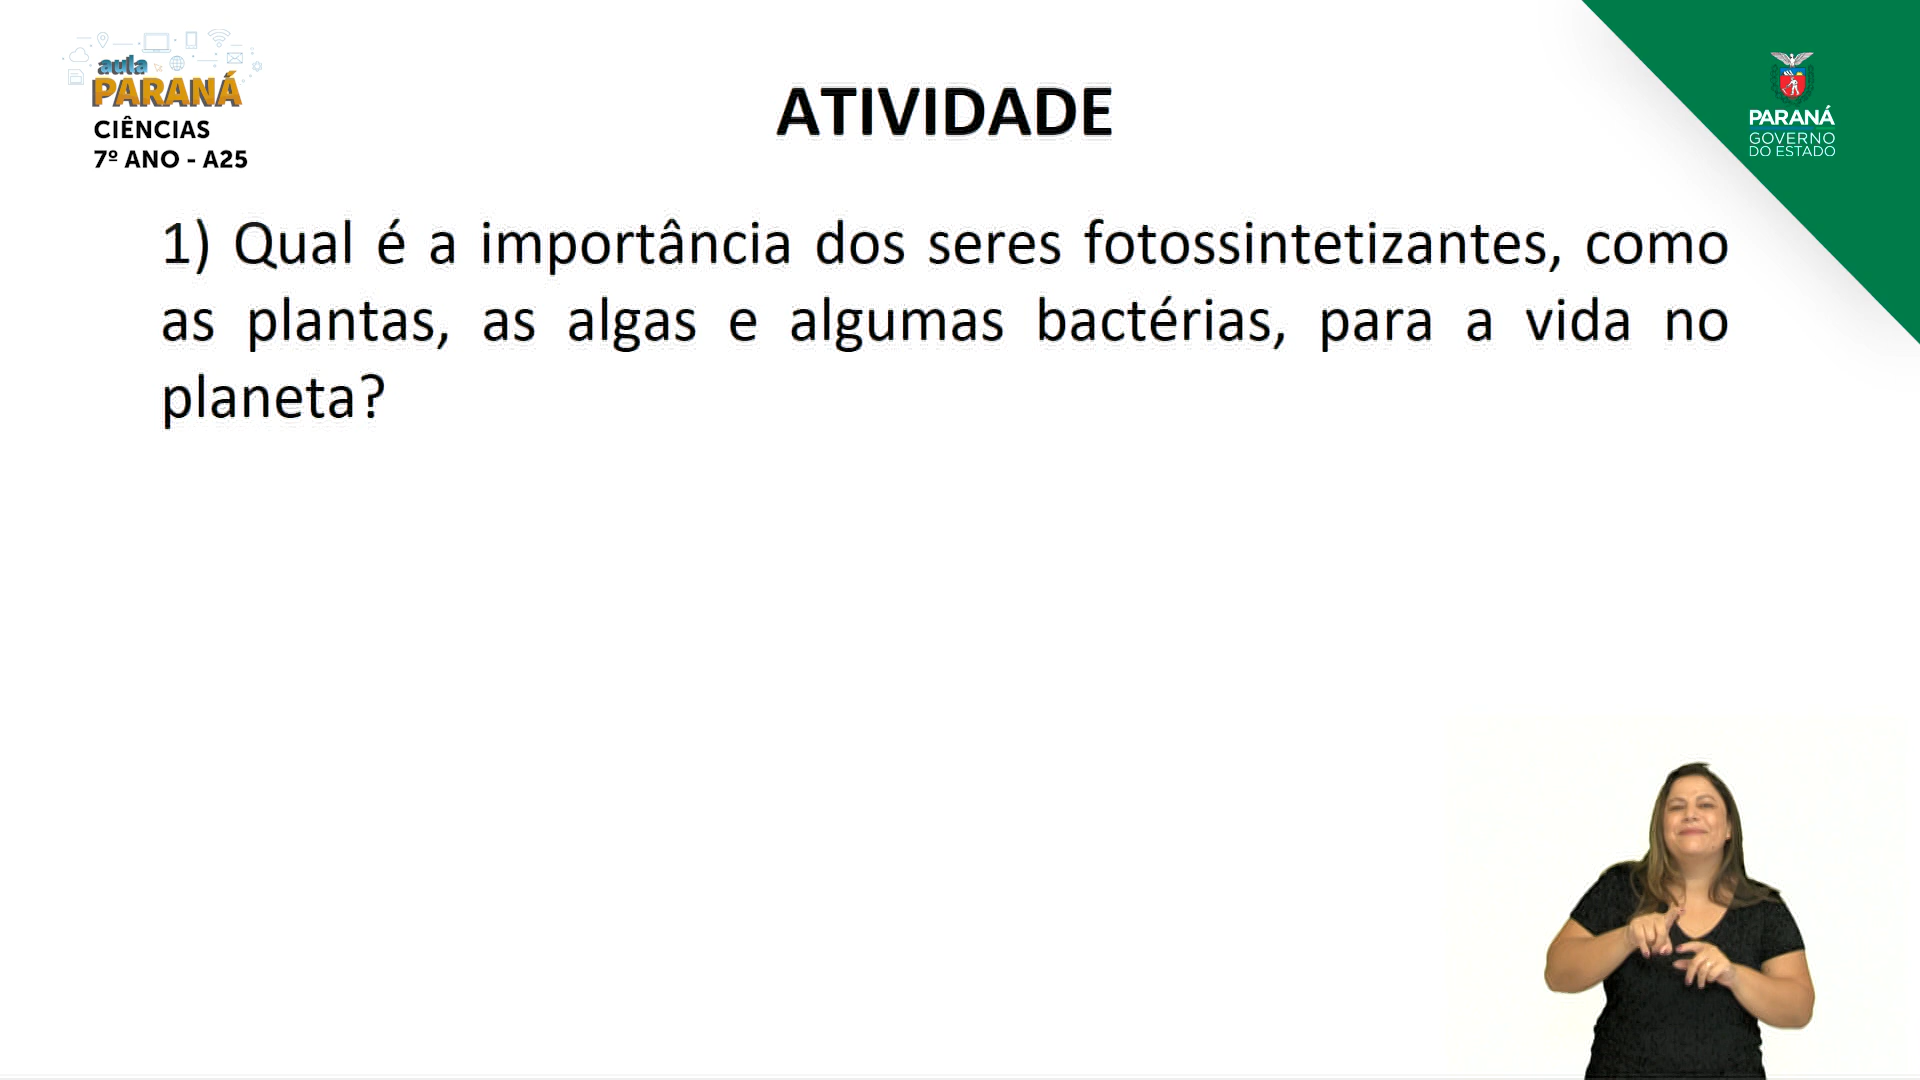 aula
PARANÁ
CIÊNCIAS
7º ANO - A25
ATIVIDADE
PARANÁ
GOVERNO
DO ESTADO
1) Qual é a importância dos seres fotossintetizantes, como
as plantas, as algas e algumas bactérias, para a vida no
planeta?